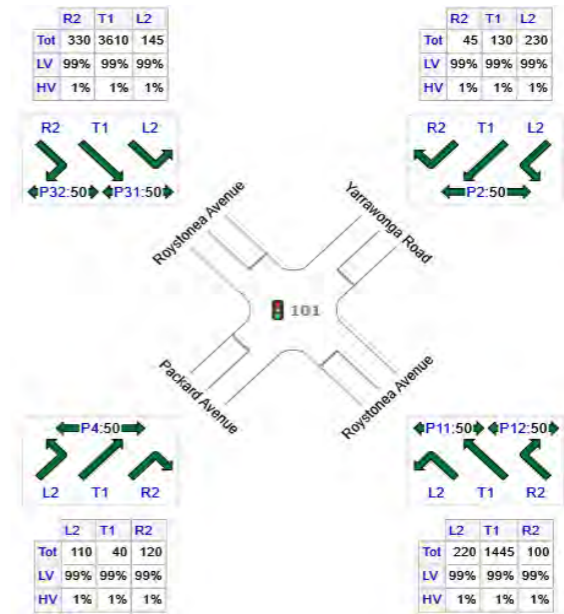 R2 T1 L2
Tot 330 3610 145
LV 99% 99% 99%
HV 1% 1% 1%
R2 T1 L2
P32:50 P31:50
R2 T1 L2
Tot 45 130 230
LV 99% 99% 99%
HV 1% 1% 1%
R2 T1 L2
P2:50
Roystonea Avenue
Yarrawonga Road
101
Packard Avenue
Roystonea Avenue
P4:50
L2 T1 R2
L2 T1 R2
Tot 110 40 120
LV 99% 99% 99%
HV 1% 1% 1%
P11:50 P12:50
L2 T1 R2
L2 T1 R2
Tot 220 1445 100
LV 99% 99% 99%
HV 1% 1% 1%